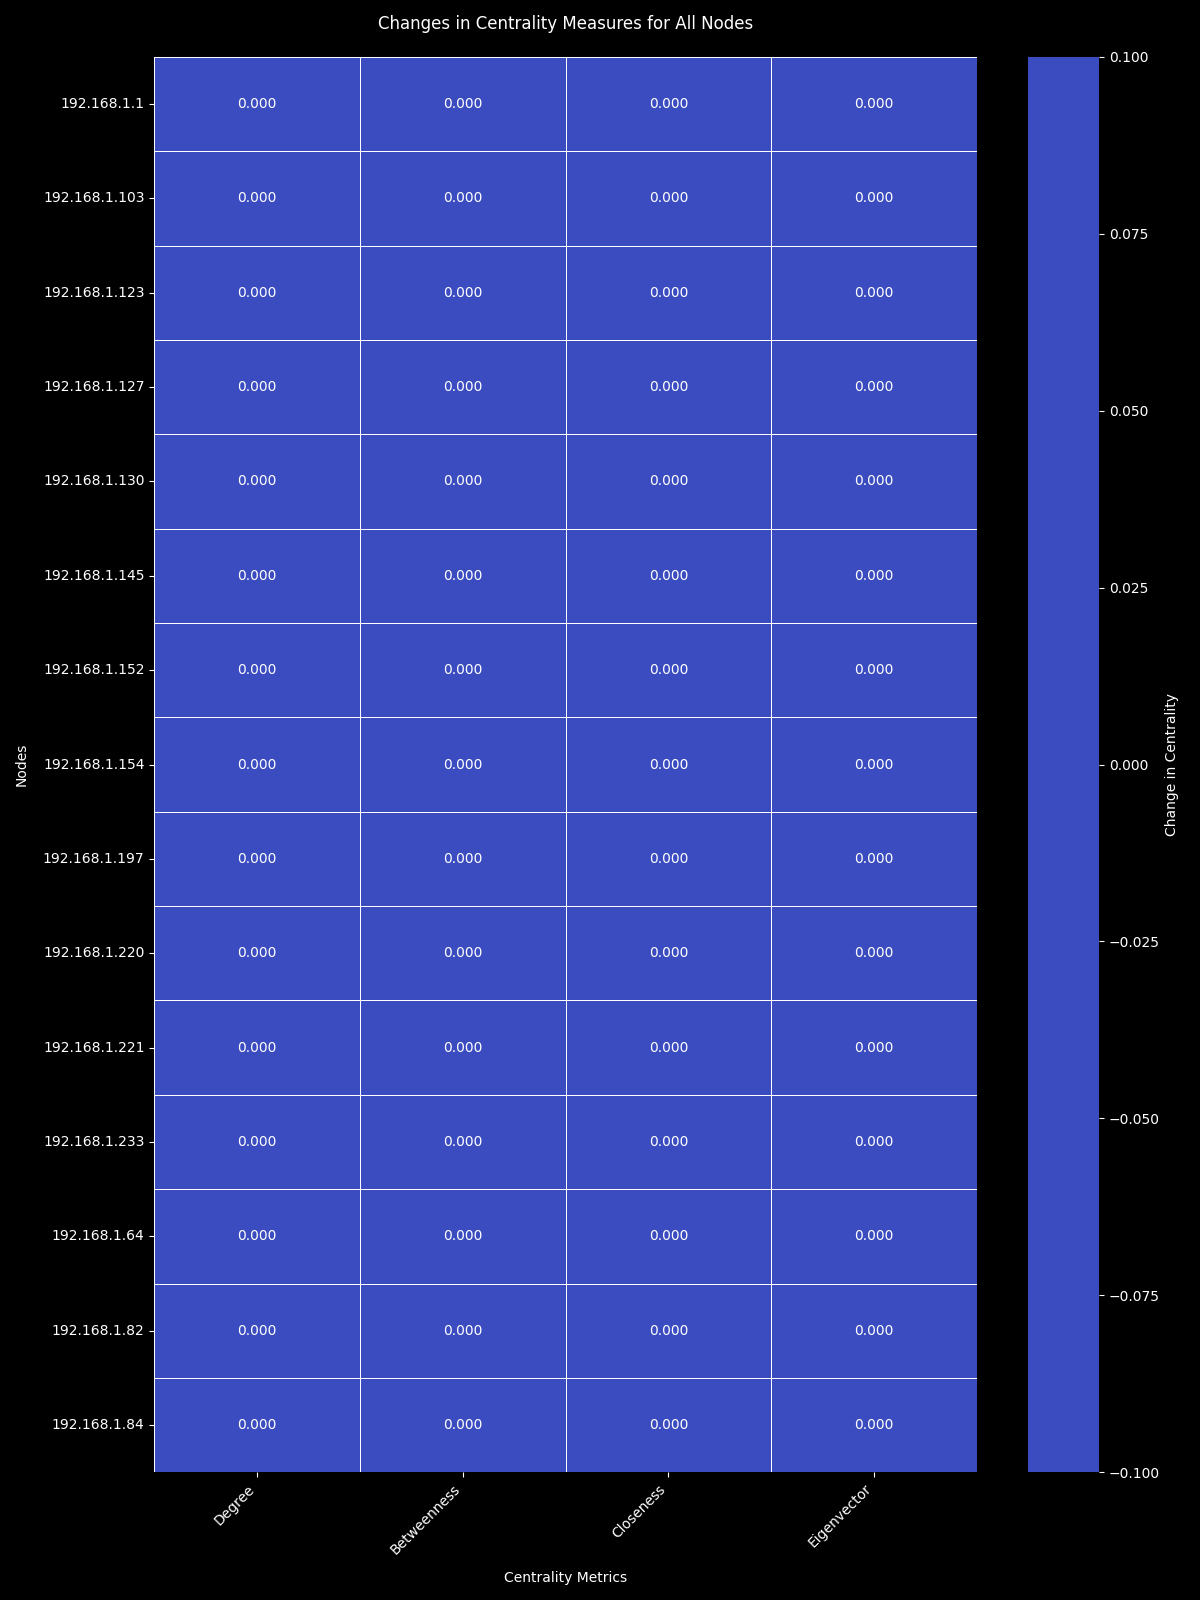 Changes in Centrality Measures for All Nodes
192.168.1.1 0.000 0.000 0.000 0.000
192.168.1.103 0.000 0.000 0.000 0.000
192.168.1.123 0.000 0.000 0.000 0.000
192.168.1.127 0.000 0.000 0.000 0.000
192.168.1.130 0.000 0.000 0.000 0.000
192.168.1.145 0.000 0.000 0.000 0.000
192.168.1.152 0.000 0.000 0.000 0.000
192.168.1.154 0.000 0.000 0.000 0.000
192.168.1.197 0.000 0.000 0.000 0.000
192.168.1.220 0.000 0.000 0.000 0.000
192.168.1.221 0.000 0.000 0.000 0.000
192.168.1.233 0.000 0.000 0.000 0.000
192.168.1.64 0.000 0.000 0.000 0.000
192.168.1.82 0.000 0.000 0.000 0.000
192.168.1.84 0.000 0.000 0.000 0.000
Nodes
Degree
Betweenness
Closeness
Eigenvector
Centrality Metrics
0.100
0.075
0.050
0.025
0.000
−0.025
−0.050
−0.075
−0.100
Change in Centrality